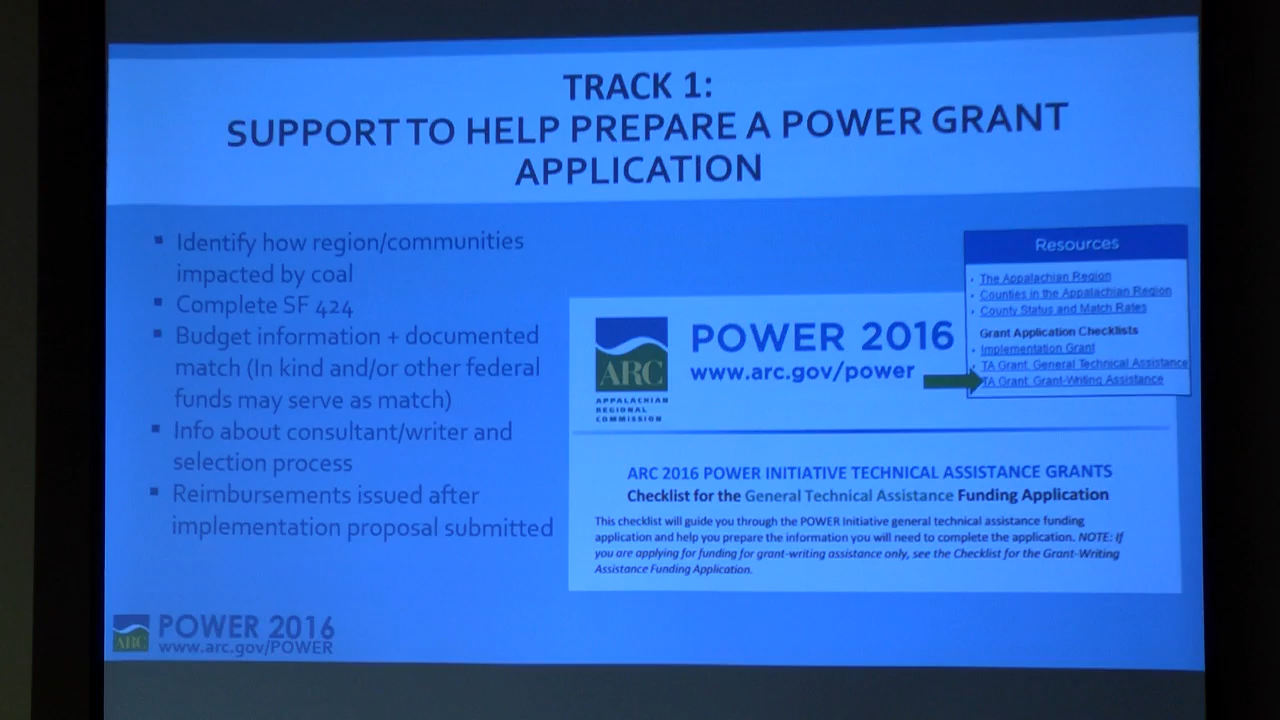 TRACK 1:
SUPPORT TO HELP PREPARE A POWER GRANT
APPLICATION
▪ Identify how region/communities
impacted by coal
▪ Complete SF 424
▪ Budget information + documented
match (In kind and/or other federal
funds may serve as match)
▪ Info about consultant/writer and
selection process
▪ Reimbursements issued after
implementation proposal submitted
Resources
• The Appalachian Region
• Counties in the Appalachian Region
• County Status and Match Rates
Grant Application Checklists
• Implementation Grant
• TA Grant: General Technical Assistance
TA Grant: Grant-Writing Assistance
ARC
APPALACHIAN
REGIONAL
COMMISSION
POWER 2016
www.arc.gov/power
ARC 2016 POWER INITIATIVE TECHNICAL ASSISTANCE GRANTS
Checklist for the General Technical Assistance Funding Application
This checklist will guide you through the POWER Initiative general technical assistance funding
application and help you prepare the information you will need to complete the application. NOTE: If
you are applying for funding for grant-writing assistance only, see the Checklist for the Grant-Writing
Assistance Funding Application.
ARC
POWER 2016
www.arc.gov/POWER